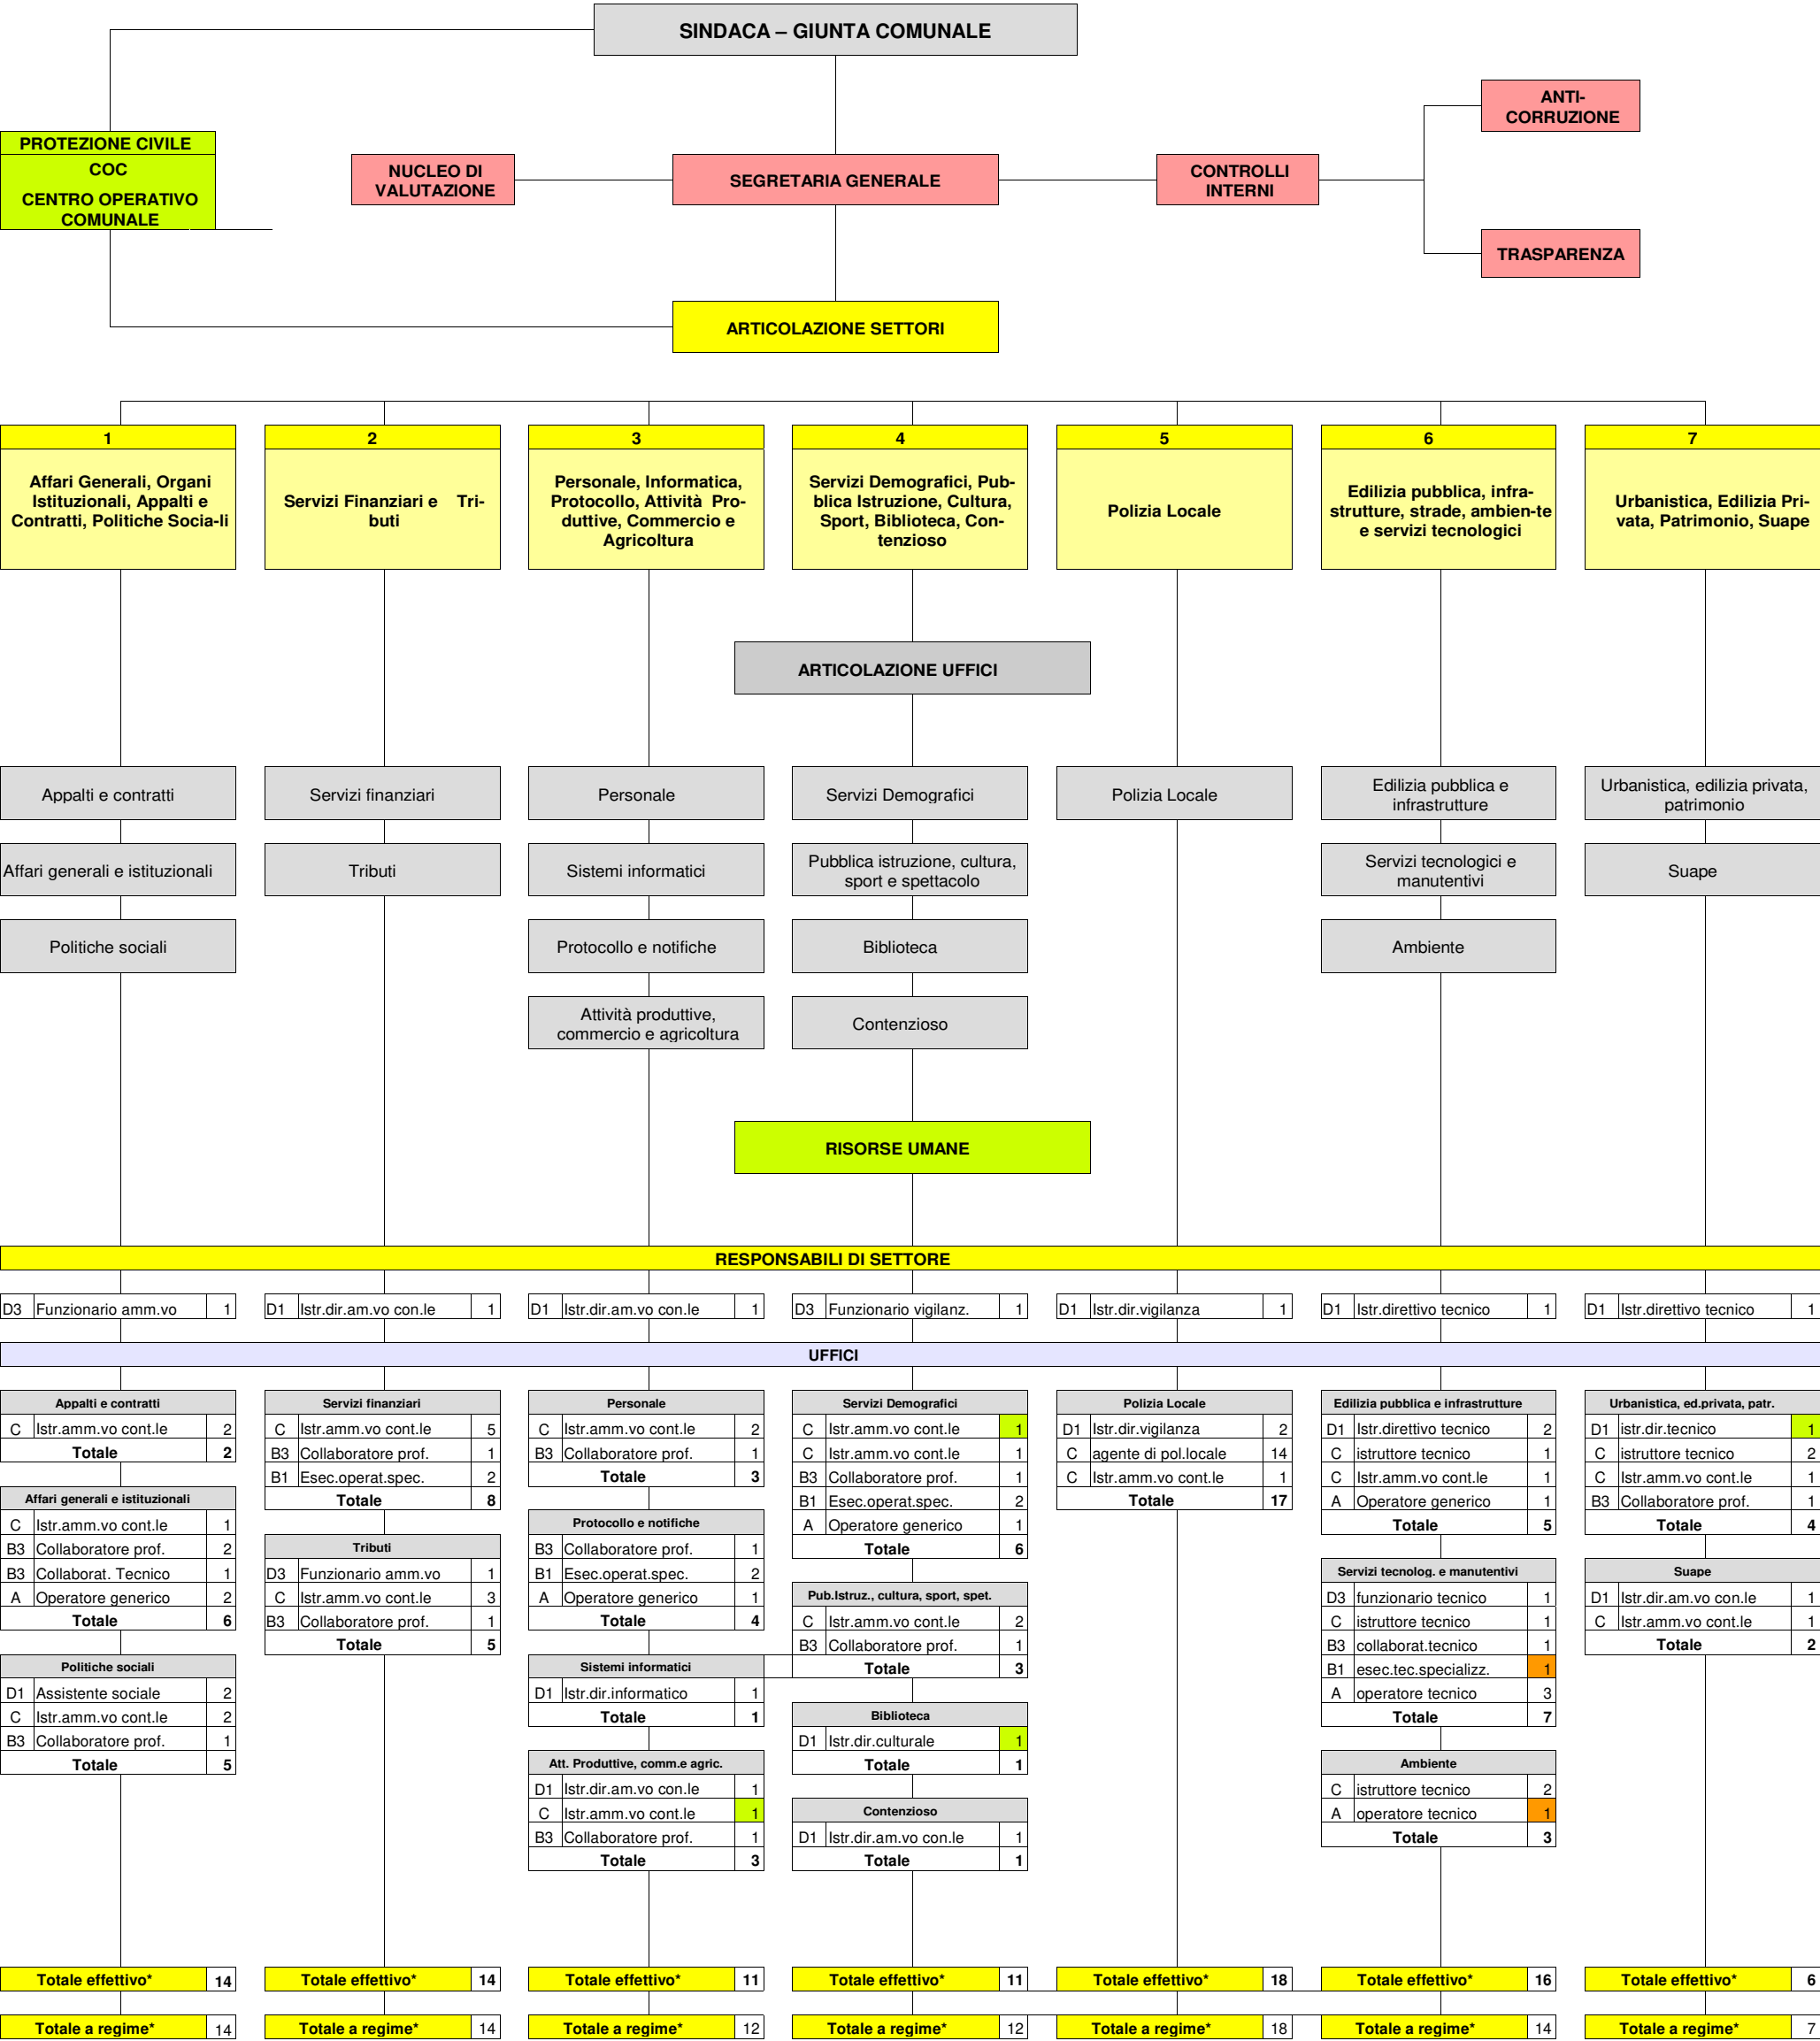 SINDACA – GIUNTA COMUNALE
ANTI-
CORRUZIONE
PROTEZIONE CIVILE
COC
CENTRO OPERATIVO
COMUNALE
NUCLEO DI
VALUTAZIONE
SEGRETARIA GENERALE
CONTROLLI
INTERNI
TRASPARENZA
ARTICOLAZIONE SETTORI
1
Affari Generali, Organi
Istituzionali, Appalti e
Contratti, Politiche Socia-li
2
Servizi Finanziari e Tri-
buti
3
Personale, Informatica,
Protocollo, Attività Pro-
duttive, Commercio e
Agricoltura
4
Servizi Demografici, Pub-
blica Istruzione, Cultura,
Sport, Biblioteca, Con-
tenzioso
5
Polizia Locale
6
Edilizia pubblica, infra-
strutture, strade, ambien-te
e servizi tecnologici
7
Urbanistica, Edilizia Pri-
vata, Patrimonio, Suape
ARTICOLAZIONE UFFICI
Appalti e contratti
Affari generali e istituzionali
Politiche sociali
Servizi finanziari
Tributi
Personale
Sistemi informatici
Protocollo e notifiche
Attività produttive,
commercio e agricoltura
Servizi Demografici
Pubblica istruzione, cultura,
sport e spettacolo
Biblioteca
Contenzioso
Polizia Locale
Edilizia pubblica e
infrastrutture
Servizi tecnologici e
manutentivi
Ambiente
Urbanistica, edilizia privata,
patrimonio
Suape
RISORSE UMANE
RESPONSABILI DI SETTORE
D3 Funzionario amm.vo 1
D1 Istr.dir.am.vo con.le 1
D1 Istr.dir.am.vo con.le 1
D3 Funzionario vigilanz. 1
D1 Istr.dir.vigilanza 1
D1 Istr.direttivo tecnico 1
D1 Istr.direttivo tecnico 1
UFFICI
Appalti e contratti
C Istr.amm.vo cont.le 2
Totale 2
Affari generali e istituzionali
C Istr.amm.vo cont.le 1
B3 Collaboratore prof. 2
B3 Collaborat. Tecnico 1
A Operatore generico 2
Totale 6
Politiche sociali
D1 Assistente sociale 2
C Istr.amm.vo cont.le 2
B3 Collaboratore prof. 1
Totale 5
Servizi finanziari
C Istr.amm.vo cont.le 5
B3 Collaboratore prof. 1
B1 Esec.operat.spec. 2
Totale 8
Tributi
D3 Funzionario amm.vo 1
C Istr.amm.vo cont.le 3
B3 Collaboratore prof. 1
Totale 5
Personale
C Istr.amm.vo cont.le 2
B3 Collaboratore prof. 1
Totale 3
Protocollo e notifiche
B3 Collaboratore prof. 1
B1 Esec.operat.spec. 2
A Operatore generico 1
Totale 4
Sistemi informatici
D1 Istr.dir.informatico 1
Totale 1
Att. Produttive, comm.e agric.
D1 Istr.dir.am.vo con.le 1
C Istr.amm.vo cont.le 1
B3 Collaboratore prof. 1
Totale 3
Servizi Demografici
C Istr.amm.vo cont.le 1
C Istr.amm.vo cont.le 1
B3 Collaboratore prof. 1
B1 Esec.operat.spec. 2
A Operatore generico 1
Totale 6
Pub.Istruz., cultura, sport, spet.
C Istr.amm.vo cont.le 2
B3 Collaboratore prof. 1
Totale 3
Biblioteca
D1 Istr.dir.culturale 1
Totale 1
Contenzioso
D1 Istr.dir.am.vo con.le 1
Totale 1
Polizia Locale
D1 Istr.dir.vigilanza 2
C agente di pol.locale 14
C Istr.amm.vo cont.le 1
Totale 17
Edilizia pubblica e infrastrutture
D1 Istr.direttivo tecnico 2
C istruttore tecnico 1
C Istr.amm.vo cont.le 1
A Operatore generico 1
Totale 5
Servizi tecnolog. e manutentivi
D3 funzionario tecnico 1
C istruttore tecnico 1
B3 collaborat.tecnico 1
B1 esec.tec.specializz. 1
A operatore tecnico 3
Totale 7
Ambiente
C istruttore tecnico 2
A operatore tecnico 1
Totale 3
Urbanistica, ed.privata, patr.
D1 istr.dir.tecnico 1
C istruttore tecnico 2
C Istr.amm.vo cont.le 1
B3 Collaboratore prof. 1
Totale 4
Suape
D1 Istr.dir.am.vo con.le 1
C Istr.amm.vo cont.le 1
Totale 2
Totale effettivo* 14
Totale effettivo* 14
Totale effettivo* 11
Totale effettivo* 11
Totale effettivo* 18
Totale effettivo* 16
Totale effettivo* 6
Totale a regime* 14
Totale a regime* 14
Totale a regime* 12
Totale a regime* 12
Totale a regime* 18
Totale a regime* 14
Totale a regime* 7